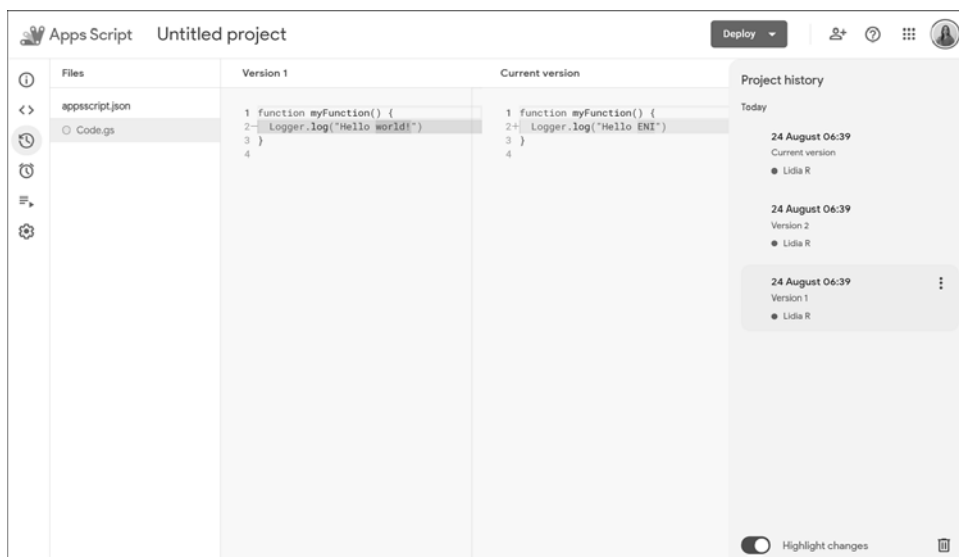 Apps Script
Untitled project
Deploy
Files
appsscript.json
Code.gs
Version 1
1 function myFunction() {
2- Logger.log("Hello world!")
3 }
4
Current version
1 function myFunction() {
2+ Logger.log("Hello ENI")
3 }
4
Project history
Today
24 August 06:39
Current version
Lidia R
24 August 06:39
Version 2
Lidia R
24 August 06:39
Version 1
Lidia R
Highlight changes